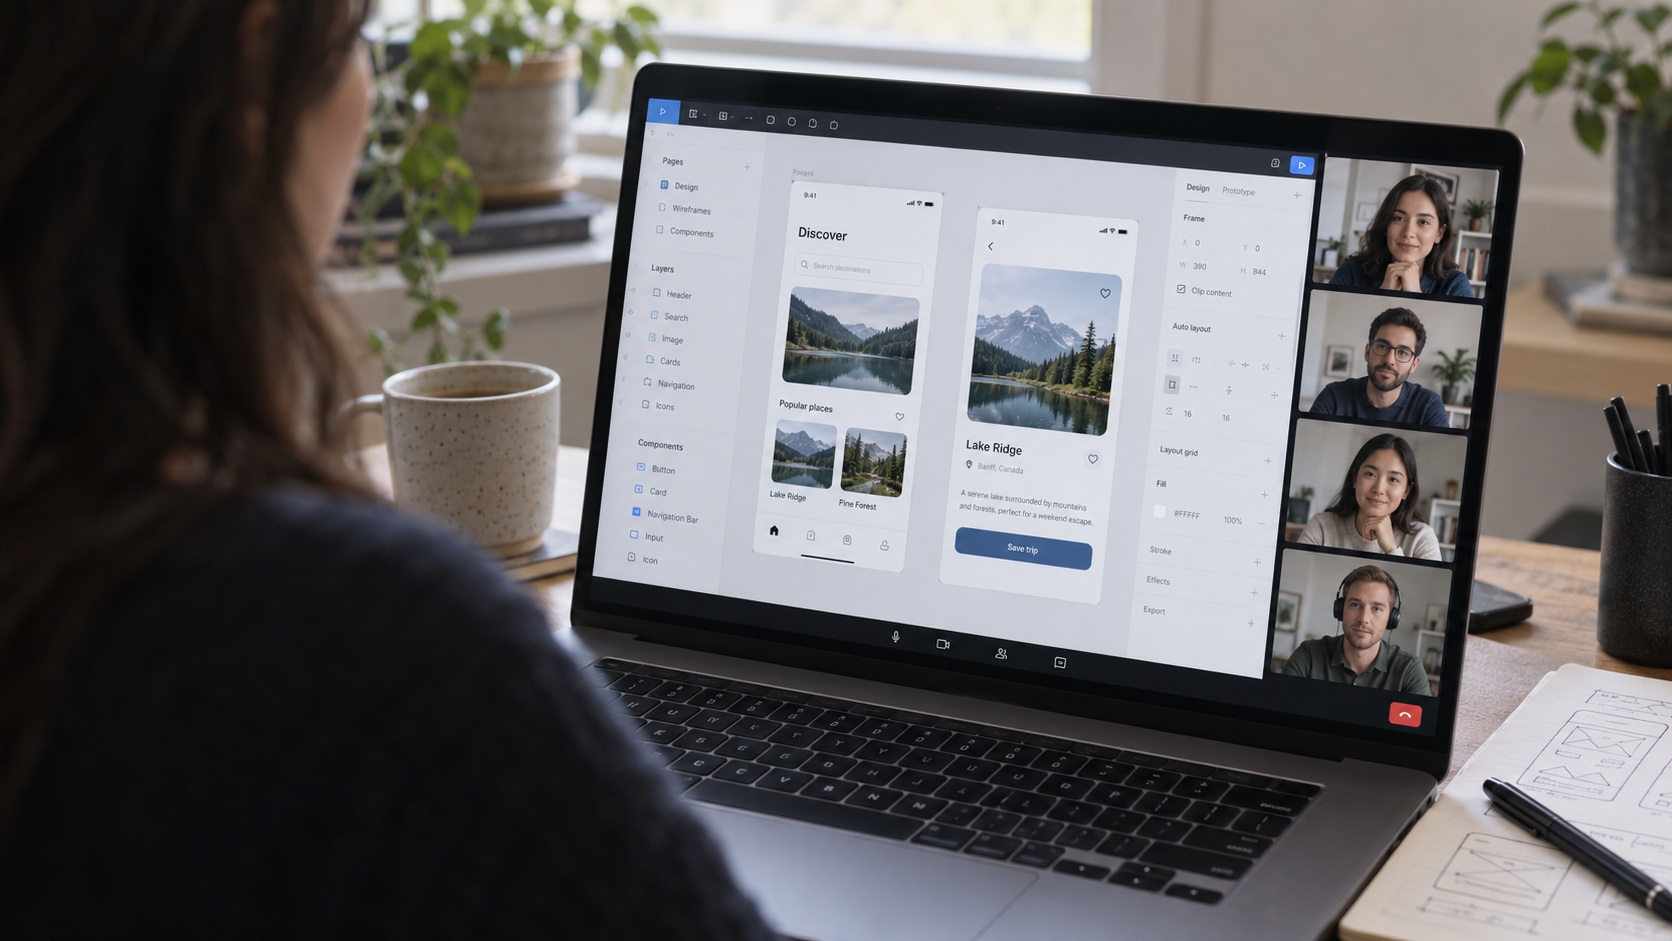 Pages
Design
Wireframes
Components
Layers
Header
Search
Image
Cards
Navigation
Icons
Components
Button
Card
Navigation Bar
Input
Icon
9:41
Discover
Search destinations
Popular places
Lake Ridge
Pine Forest
9:41
Lake Ridge
Banff, Canada
A serene lake surrounded by mountains
and forests, perfect for a weekend escape.
Save trip
Design Prototype
Frame
X 0 Y 0
W 390 H 844
Clip content
Auto layout
16 16
Layout grid
Fill
#FFFFF 100%
Stroke
Effects
Export